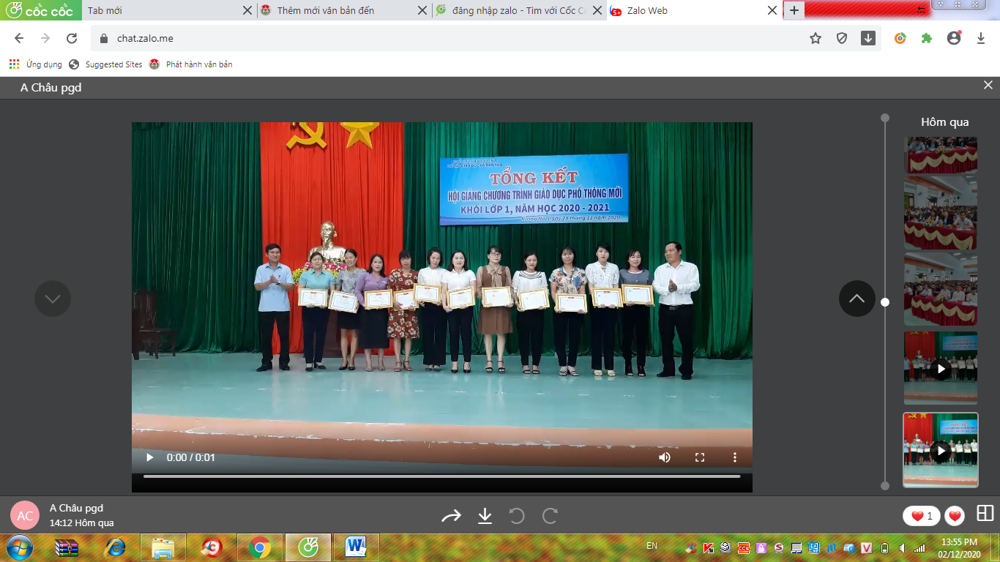 cốc cốc
Tab mới
Thêm mới văn bản đến
đăng nhập zalo - Tìm với Cốc Cố
5+
Zalo Web
chat.zalo.me
Ứng dụng
Suggested Sites
Phát hành văn bản
A Châu pgd
Hôm qua
TỔNG KẾT
HỘI GIẢNG CHƯƠNG TRÌNH GIÁO DỤC PHỔ THÔNG MỚI
KHỐI LỚP 1, NĂM HỌC 2020 - 2021
Krông Nô, ngày 28 tháng 11 năm 2020
0:00 / 0:01
AC
A Châu pgd
14:12 Hôm qua
1
EN
13:55 PM
02/12/2020